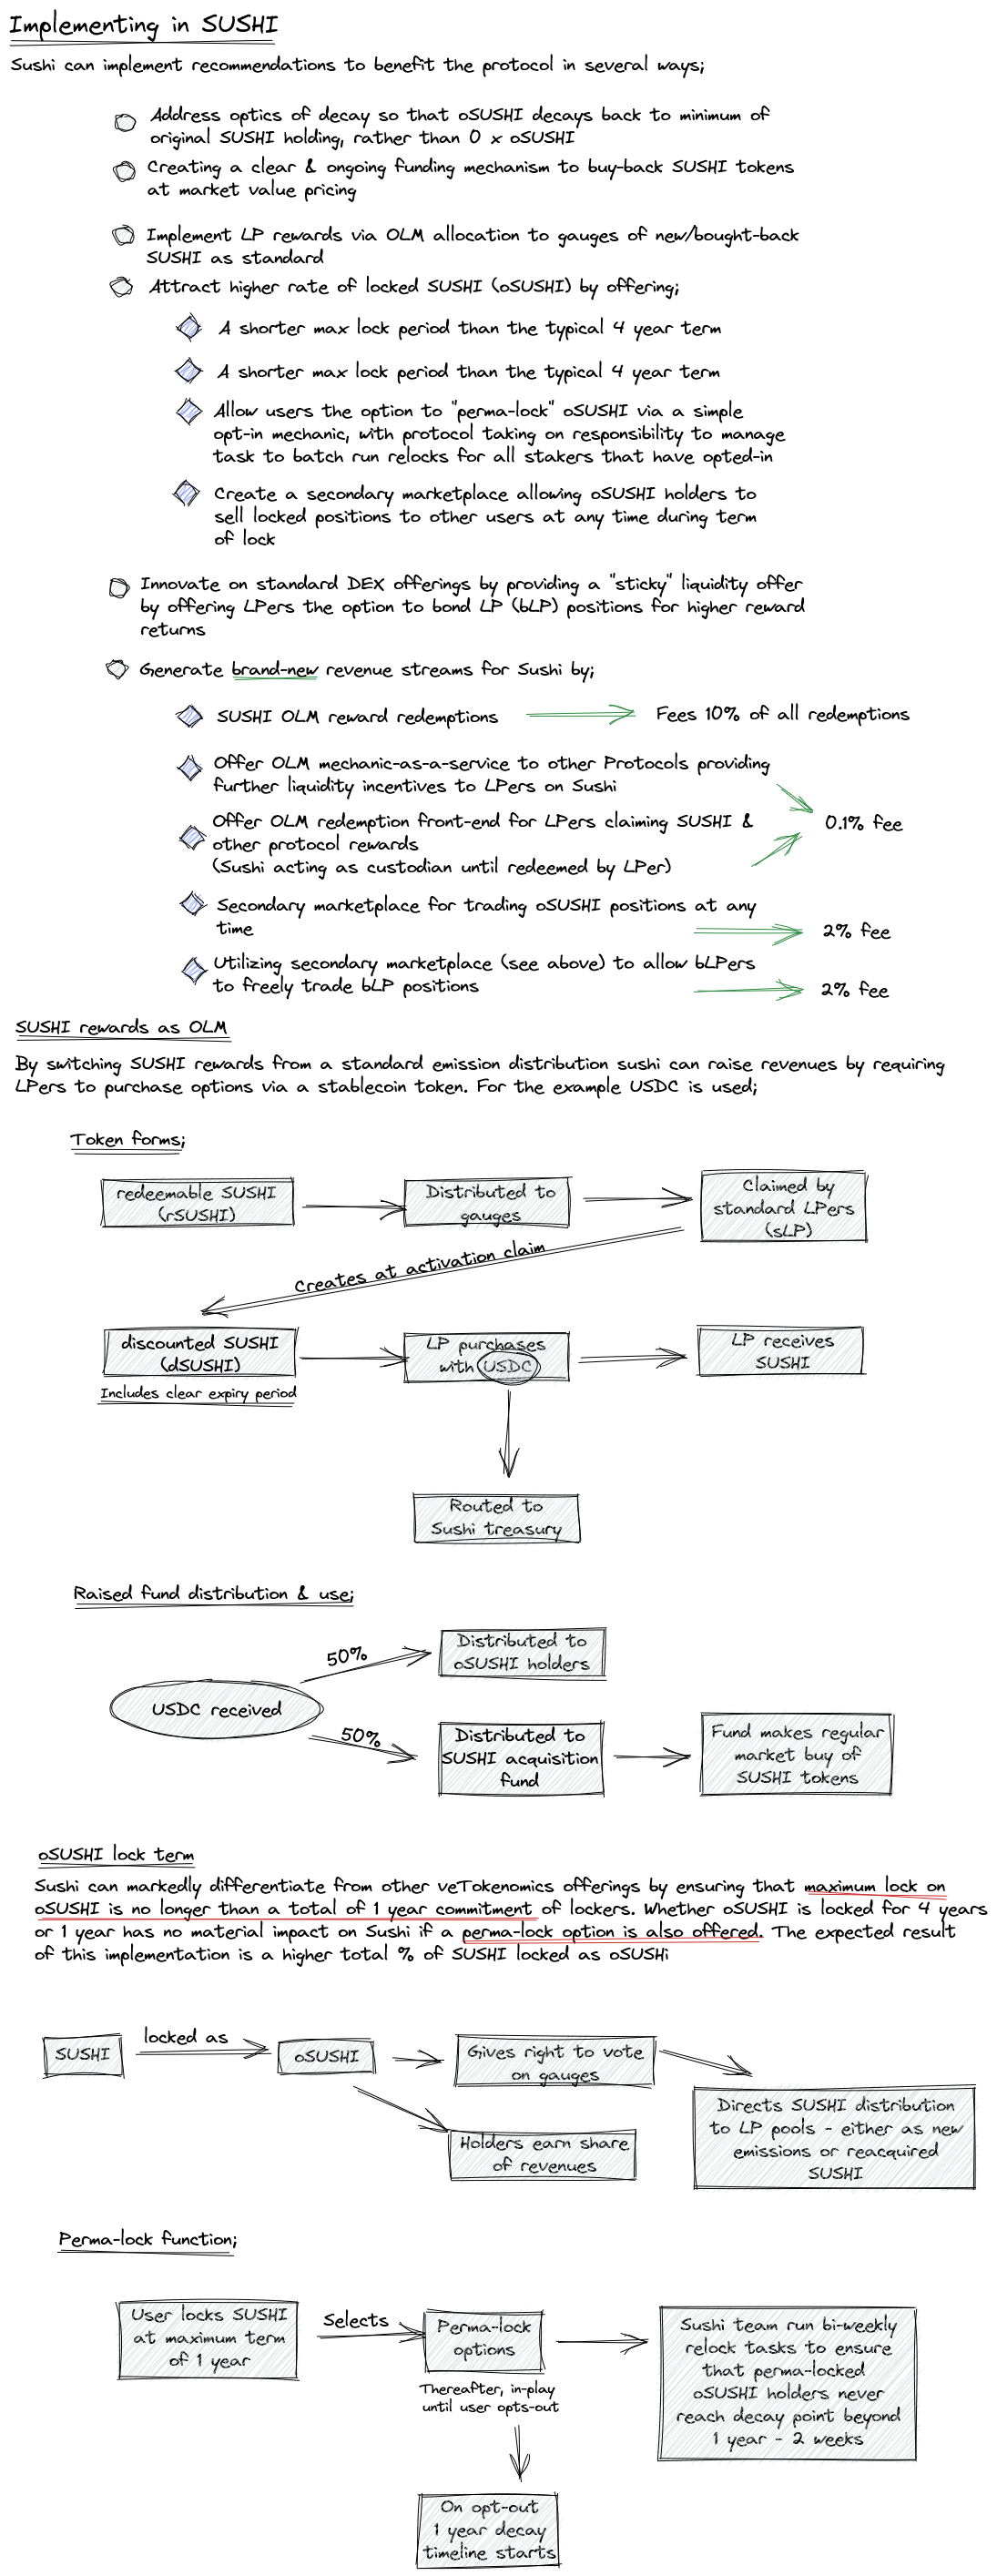 Implementing in SUSHI
Sushi can implement recommendations to benefit the protocol in several ways;
Address optics of decay so that oSUSHI decays back to minimum of
original SUSHI holding, rather than 0 x oSUSHI
Creating a clear & ongoing funding mechanism to buy-back SUSHI tokens
at market value pricing
Implement LP rewards via OLM allocation to gauges of new/bought-back
SUSHI as standard
Attract higher rate of locked SUSHI (oSUSHI) by offering;
A shorter max lock period than the typical 4 year term
A shorter max lock period than the typical 4 year term
Allow users the option to "perma-lock" oSUSHI via a simple
opt-in mechanic, with protocol taking on responsibility to manage
task to batch run relocks for all stakers that have opted-in
Create a secondary marketplace allowing oSUSHI holders to
sell locked positions to other users at any time during term
of lock
Innovate on standard DEX offerings by providing a "sticky" liquidity offer
by offering LPers the option to bond LP (bLP) positions for higher reward
returns
Generate brand-new revenue streams for Sushi by;
SUSHI OLM reward redemptions
Fees 10% of all redemptions
Offer OLM mechanic-as-a-service to other Protocols providing
further liquidity incentives to LPers on Sushi
Offer OLM redemption front-end for LPers claiming SUSHI &
other protocol rewards
(Sushi acting as custodian until redeemed by LPer)
0.1% fee
Secondary marketplace for trading oSUSHI positions at any
time
2% fee
Utilizing secondary marketplace (see above) to allow bLPers
to freely trade bLP positions
2% fee
SUSHI rewards as OLM
By switching SUSHI rewards from a standard emission distribution sushi can raise revenues by requiring
LPers to purchase options via a stablecoin token. For the example USDC is used;
Token forms;
redeemable SUSHI
(rSUSHI)
Distributed to
gauges
Claimed by
standard LPers
(sLP)
Creates at activation claim
discounted SUSHI
(dSUSHI)
Includes clear expiry period
LP purchases
with USDC
LP receives
SUSHI
Routed to
Sushi treasury
Raised fund distribution & use;
USDC received
50%
Distributed to
oSUSHI holders
50%
Distributed to
SUSHI acquisition
fund
Fund makes regular
market buy of
SUSHI tokens
oSUSHI lock term
Sushi can markedly differentiate from other veTokenomics offerings by ensuring that maximum lock on
oSUSHI is no longer than a total of 1 year commitment of lockers. Whether oSUSHI is locked for 4 years
or 1 year has no material impact on Sushi if a perma-lock option is also offered. The expected result
of this implementation is a higher total % of SUSHI locked as oSUSHi
SUSHI
locked as
oSUSHI
Gives right to vote
on gauges
Directs SUSHI distribution
to LP pools - either as new
emissions or reacquired
SUSHI
Holders earn share
of revenues
Perma-lock function;
User locks SUSHI
at maximum term
of 1 year
Selects
Perma-lock
options
Thereafter, in-play
until user opts-out
Sushi team run bi-weekly
relock tasks to ensure
that perma-locked
oSUSHI holders never
reach decay point beyond
1 year - 2 weeks
On opt-out
1 year decay
timeline starts